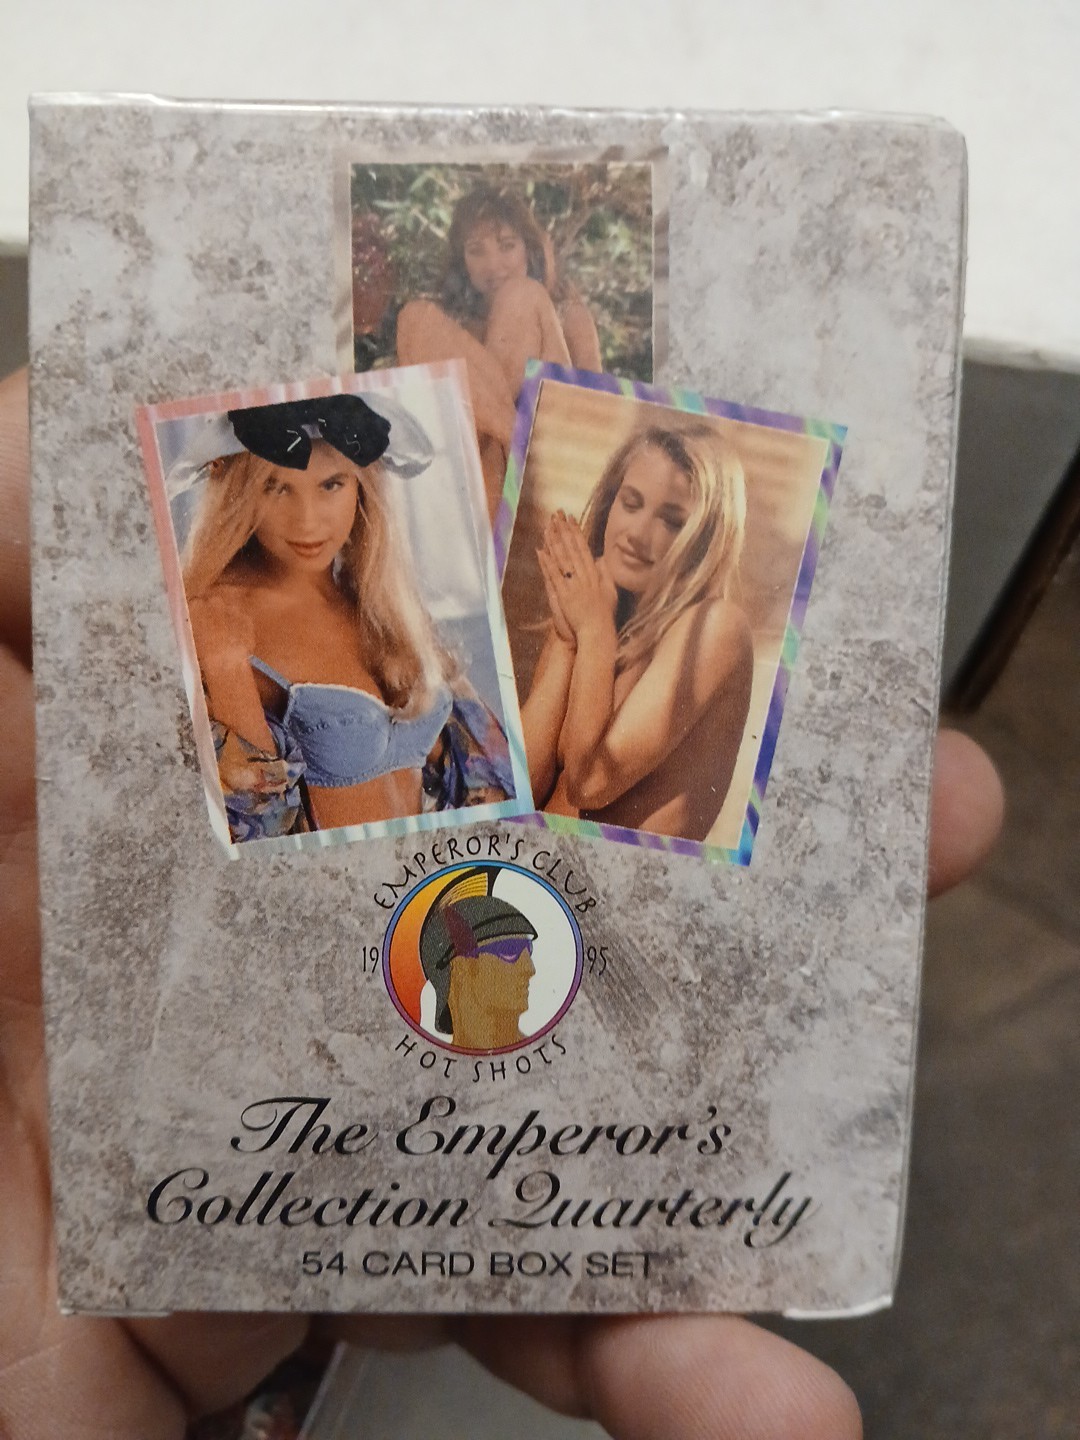 EMPEROR'S CLUB
19 95
HOT SHOTS
The Emperor's
Collection Quarterly
54 CARD BOX SET